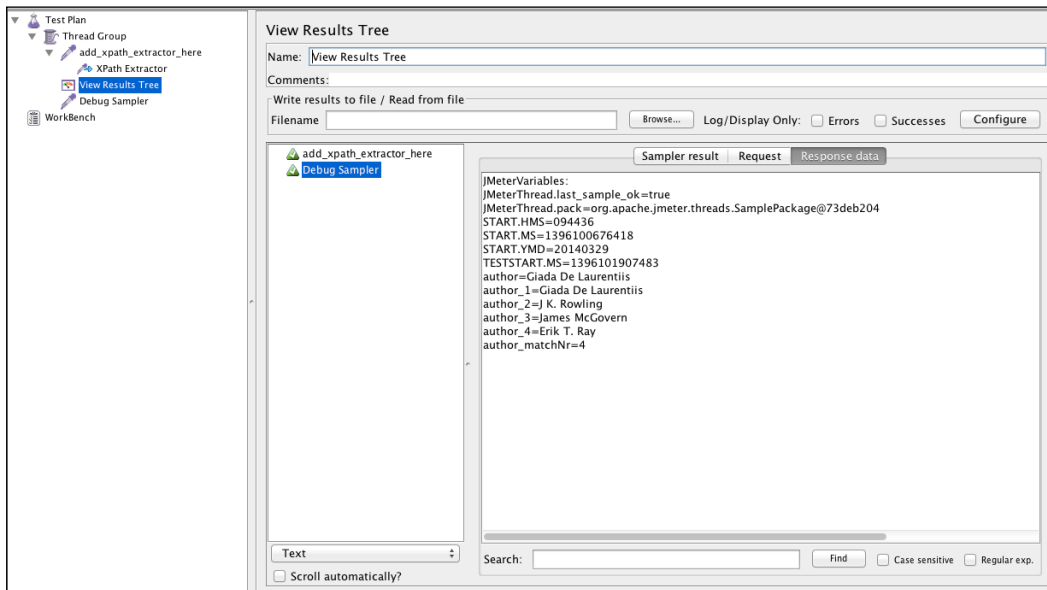 Test Plan
Thread Group
add_xpath_extractor_here
XPath Extractor
View Results Tree
Debug Sampler
WorkBench
View Results Tree
Name: View Results Tree
Comments:
Write results to file / Read from file
Filename Browse... Log/Display Only: Errors Successes Configure
add_xpath_extractor_here
Debug Sampler
Text
Scroll automatically?
Sampler result Request Response data
JMeterVariables:
JMeterThread.last_sample_ok=true
JMeterThread.pack=org.apache.jmeter.threads.SamplePackage@73deb204
START.HMS=094436
START.MS=1396100676418
START.YMD=20140329
TESTSTART.MS=1396101907483
author=Giada De Laurentiis
author_1=Giada De Laurentiis
author_2=J K. Rowling
author_3=James McGovern
author_4=Erik T. Ray
author_matchNr=4
Search: Find Case sensitive Regular exp.